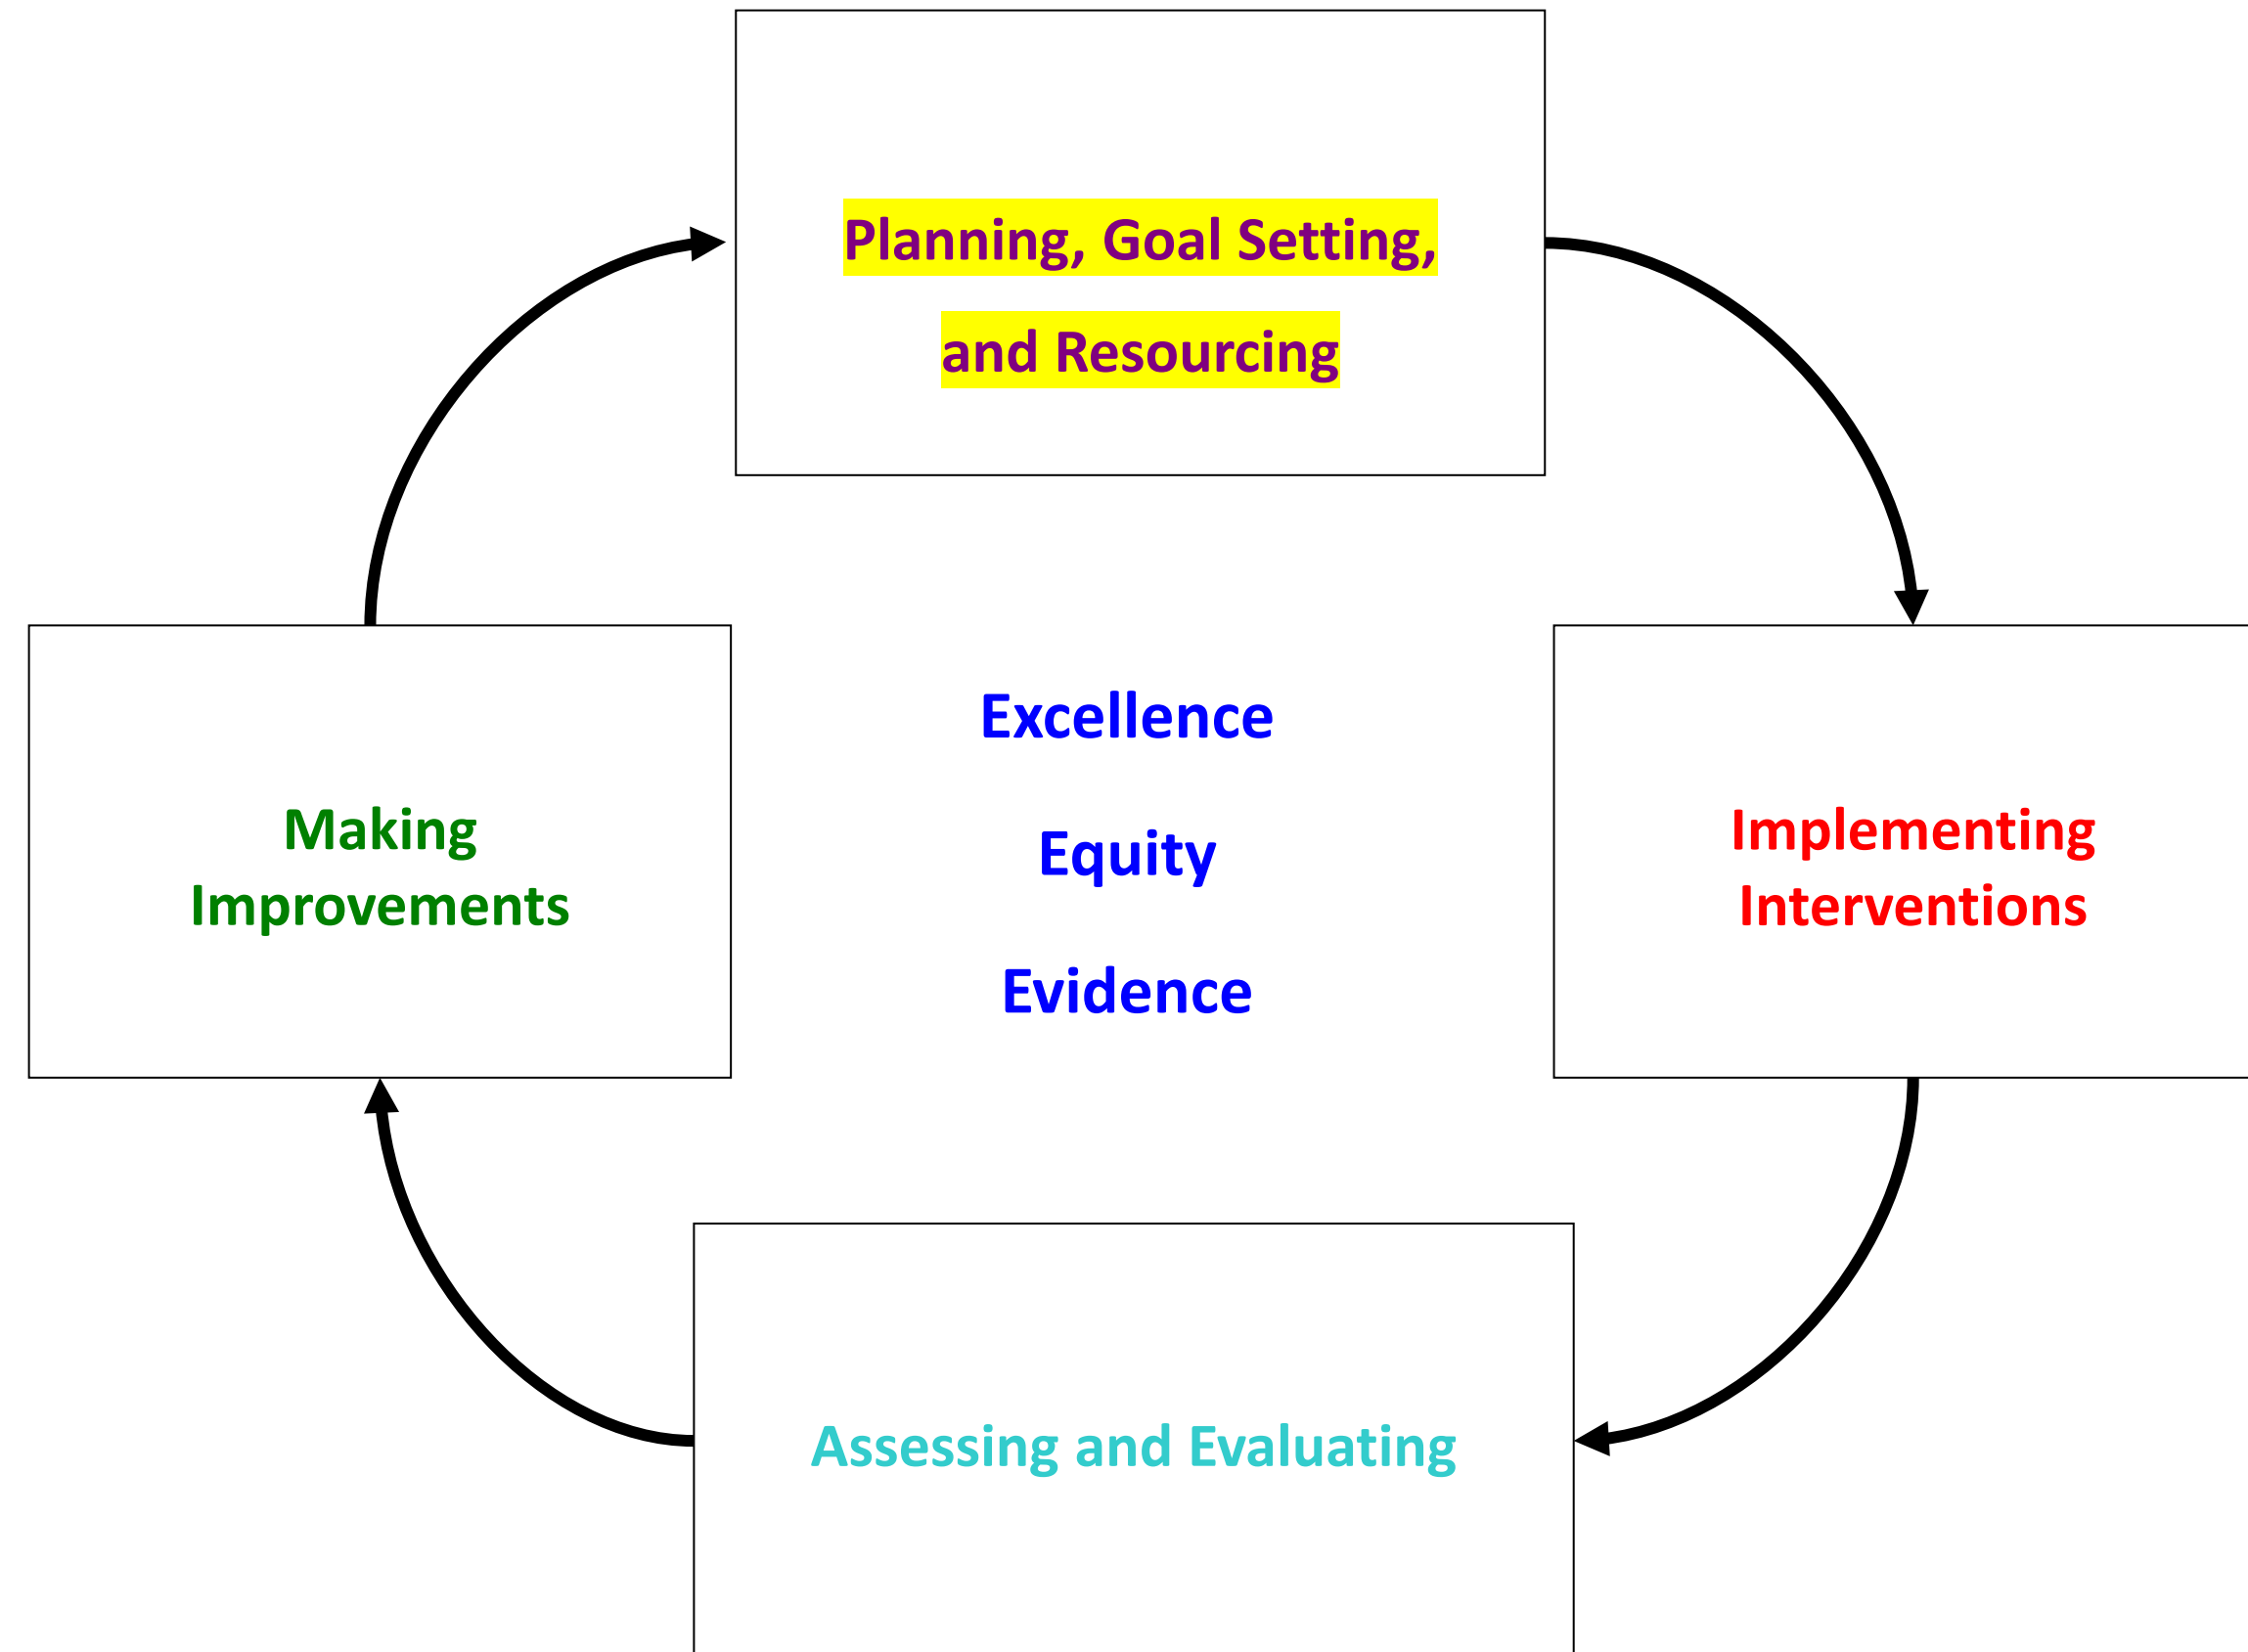 Planning, Goal Setting,
and Resourcing
Excellence
Equity
Evidence
Making
Improvements
Implementing
Interventions
Assessing and Evaluating